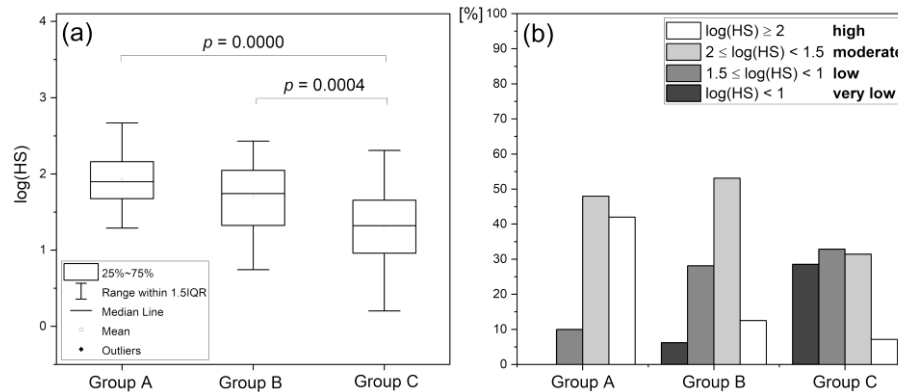 (a)
p = 0.0000
p = 0.0004
log(HS)
4
3
2
1
0
25%~75%
Range within 1.5IQR
Median Line
Mean
Outliers
Group A
Group B
Group C
[%]
(b)
log(HS) ≥ 2 high
2 ≤ log(HS) < 1.5 moderate
1.5 ≤ log(HS) < 1 low
log(HS) < 1 very low
100
90
80
70
60
50
40
30
20
10
0
Group A
Group B
Group C